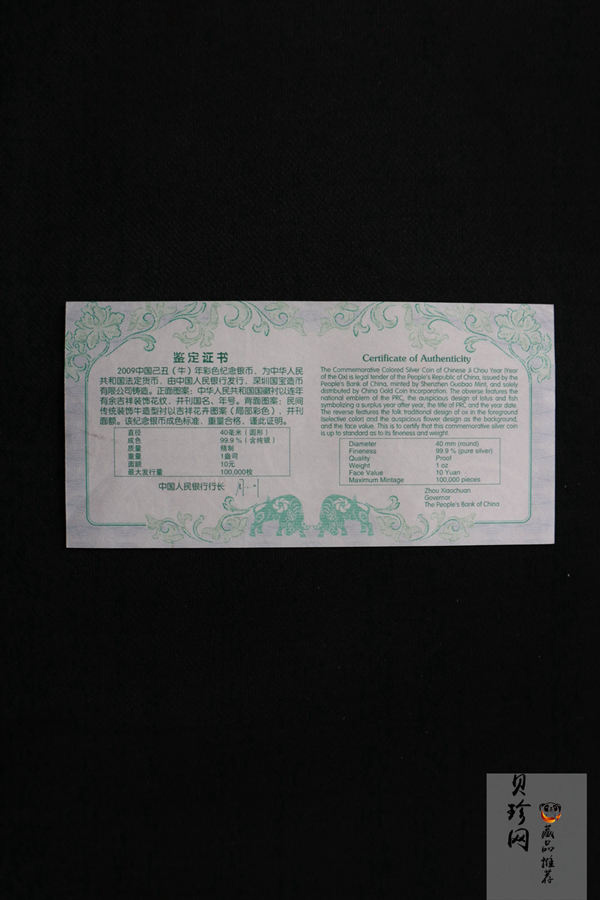 鉴定证书
2009中国己丑（牛）年彩色纪念银币，为中华人民
共和国法定货币，由中国人民银行发行，深圳国宝造币
有限公司铸造。正面图案：中华人民共和国国徽衬以连年
有余吉祥装饰花纹，并刊国名、年号。背面图案：民间
传统装饰牛造型衬以吉祥花卉图案（局部彩色），并刊
面额。该纪念银币成色标准、重量合格，谨此证明。
直径 40毫米（圆形）
成色 99.9％（含纯银）
质量 精制
重量 1盎司
面额 10元
最大发行量 100,000枚
中国人民银行行长
Certificate of Authenticity
The Commemorative Colored Silver Coin of Chinese Ji Chou Year (Year
of the Ox) is legal tender of the People's Republic of China, issued by the
People's Bank of China, minted by Shenzhen Guobao Mint, and solely
distributed by China Gold Coin Incorporation. The obverse features the
national emblem of the PRC, the auspicious design of lotus and fish
symbolizing a surplus year after year, the title of PRC and the year date.
The reverse features the folk traditional design of ox in the foreground
(selective color) and the auspicious flower design as the background,
and the face value. This is to certify that this commemorative silver coin
is up to standard as to its fineness and weight.
Diameter 40 mm (round)
Fineness 99.9 % (pure silver)
Quality Proof
Weight 1 oz
Face Value 10 Yuan
Maximum Mintage 100,000 pieces
Zhou Xiaochuan
Governor
The People's Bank of China
贝珍网
藏品推荐